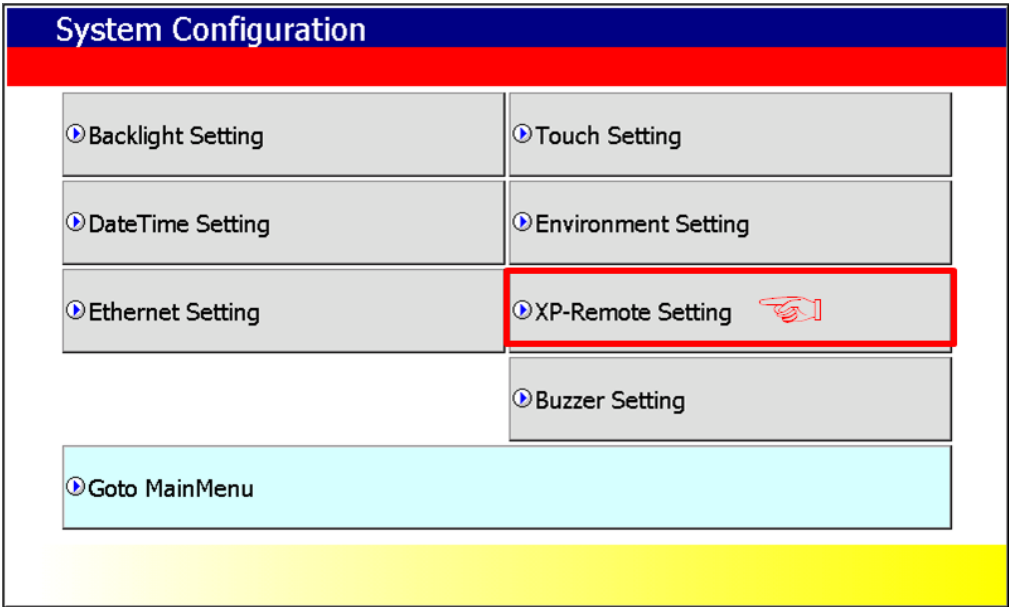 System Configuration
Backlight Setting
Touch Setting
DateTime Setting
Environment Setting
Ethernet Setting
XP-Remote Setting
Buzzer Setting
Goto MainMenu